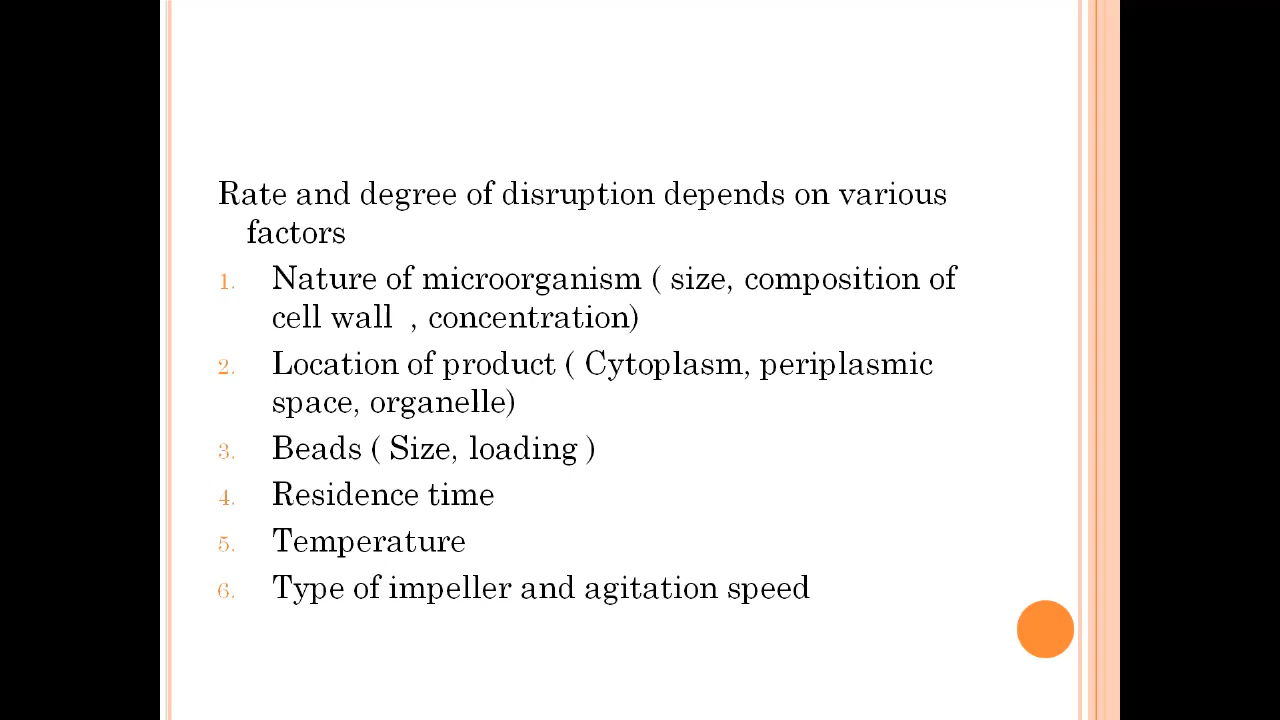 Rate and degree of disruption depends on various
factors
1. Nature of microorganism ( size, composition of
cell wall  , concentration)
2. Location of product ( Cytoplasm, periplasmic
space, organelle)
3. Beads ( Size, loading )
4. Residence time
5. Temperature
6. Type of impeller and agitation speed